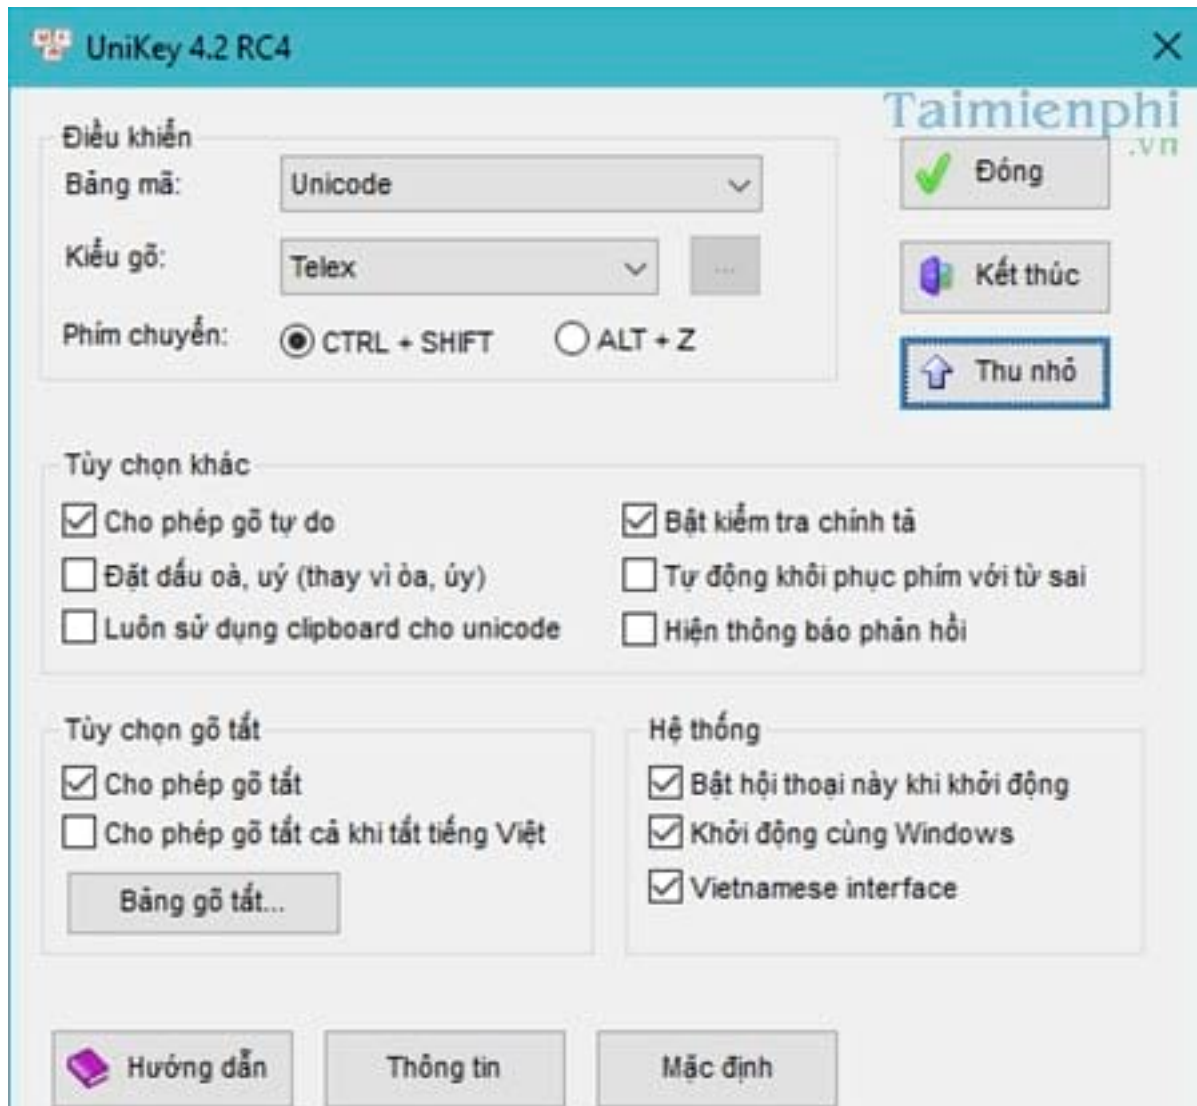 UniKey 4.2 RC4
Taimienphi
.vn
Điều khiển
Bảng mã:
Unicode
Đóng
Kiểu gõ:
Telex
...
Kết thúc
Phím chuyển:
CTRL + SHIFT
ALT + Z
Thu nhỏ
Tùy chọn khác
Cho phép gõ tự do
Bật kiểm tra chính tả
Đặt dấu oà, uý (thay vì òa, úy)
Tự động khôi phục phím với từ sai
Luôn sử dụng clipboard cho unicode
Hiện thông báo phản hồi
Tùy chọn gõ tắt
Cho phép gõ tắt
Cho phép gõ tắt cả khi tắt tiếng Việt
Bảng gõ tắt...
Hệ thống
Bật hội thoại này khi khởi động
Khởi động cùng Windows
Vietnamese interface
Hướng dẫn
Thông tin
Mặc định